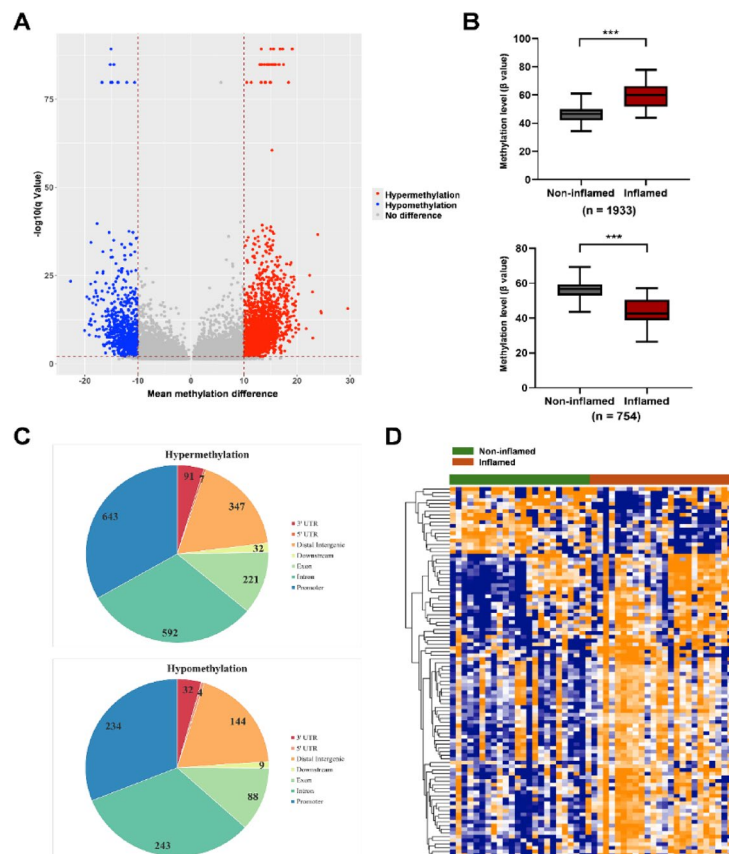 A
-log10(q Value)
75
50
25
0
-20
-10
0
10
20
30
Mean methylation difference
Hypermethylation
Hypomethylation
No difference
B
Methylation level (β value)
100
80
60
40
20
0
***
Non-inflamed
Inflamed
(n = 1933)
Methylation level (β value)
80
60
40
20
0
***
Non-inflamed
Inflamed
(n = 754)
C
Hypermethylation
91
7
347
32
221
592
643
3' UTR
5' UTR
Distal Intergenic
Downstream
Exon
Intron
Promoter
Hypomethylation
32
4
144
9
88
243
234
3' UTR
5' UTR
Distal Intergenic
Downstream
Exon
Intron
Promoter
D
Non-inflamed
Inflamed